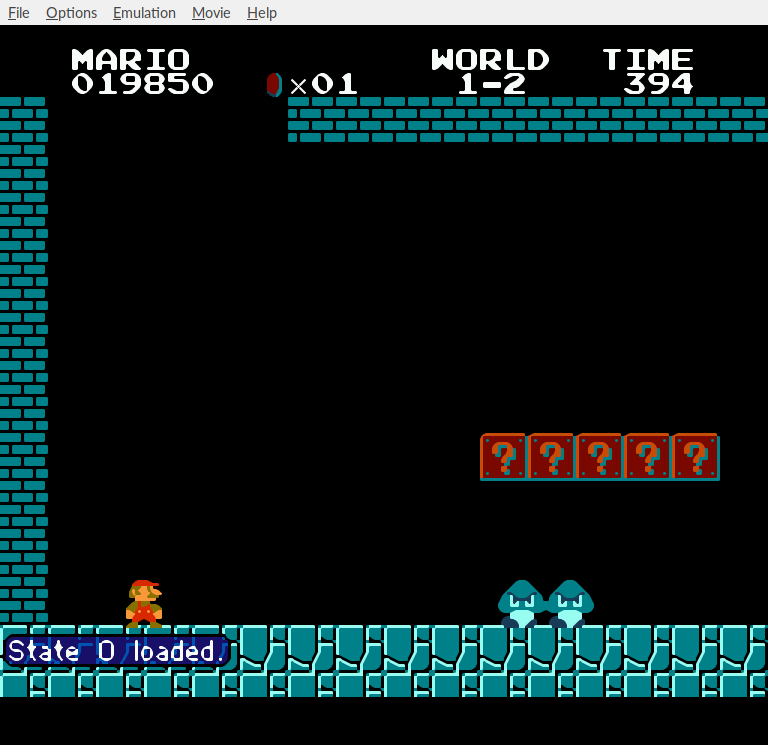 File Options Emulation Movie Help
MARIO WORLD TIME
019850 ×01 1-2 394
? ? ? ? ?
State 0 loaded.